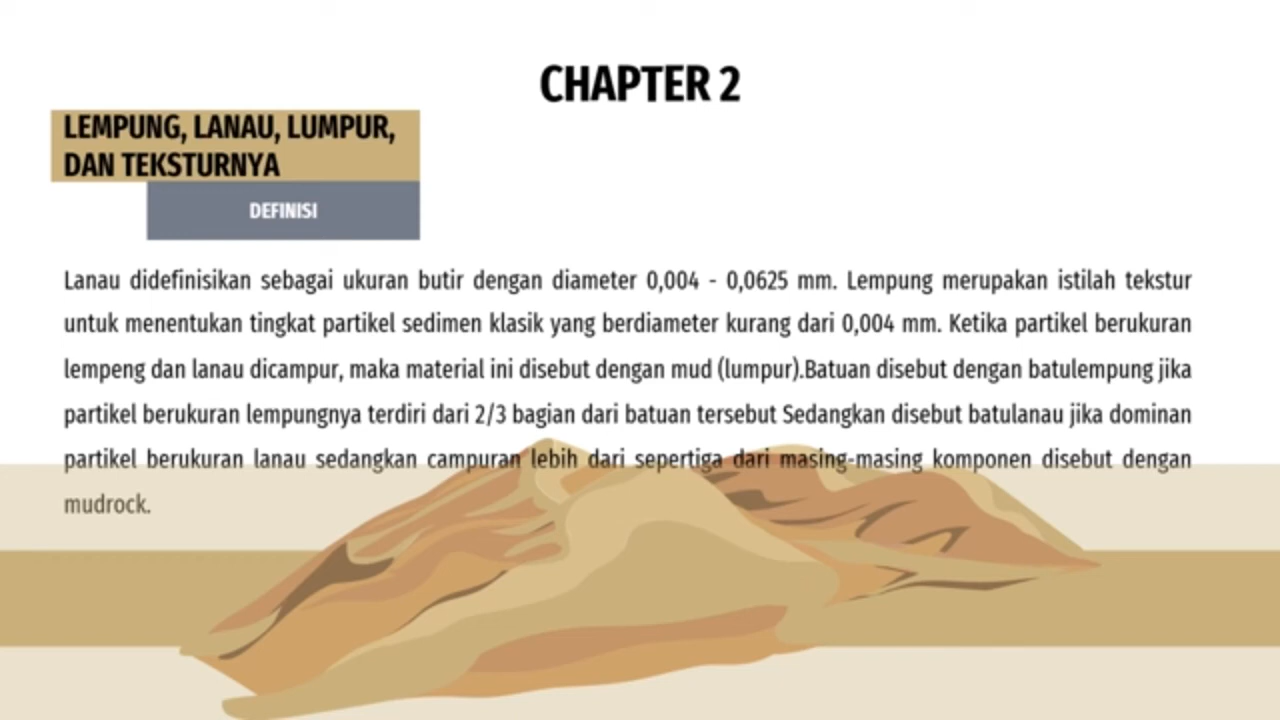 CHAPTER 2
LEMPUNG, LANAU, LUMPUR,
DAN TEKSTURNYA
DEFINISI
Lanau didefinisikan sebagai ukuran butir dengan diameter 0,004 - 0,0625 mm. Lempung merupakan istilah tekstur
untuk menentukan tingkat partikel sedimen klasik yang berdiameter kurang dari 0,004 mm. Ketika partikel berukuran
lempeng dan lanau dicampur, maka material ini disebut dengan mud (lumpur).Batuan disebut dengan batulempung jika
partikel berukuran lempungnya terdiri dari 2/3 bagian dari batuan tersebut Sedangkan disebut batulanau jika dominan
partikel berukuran lanau sedangkan campuran lebih dari sepertiga dari masing-masing komponen disebut dengan
mudrock.